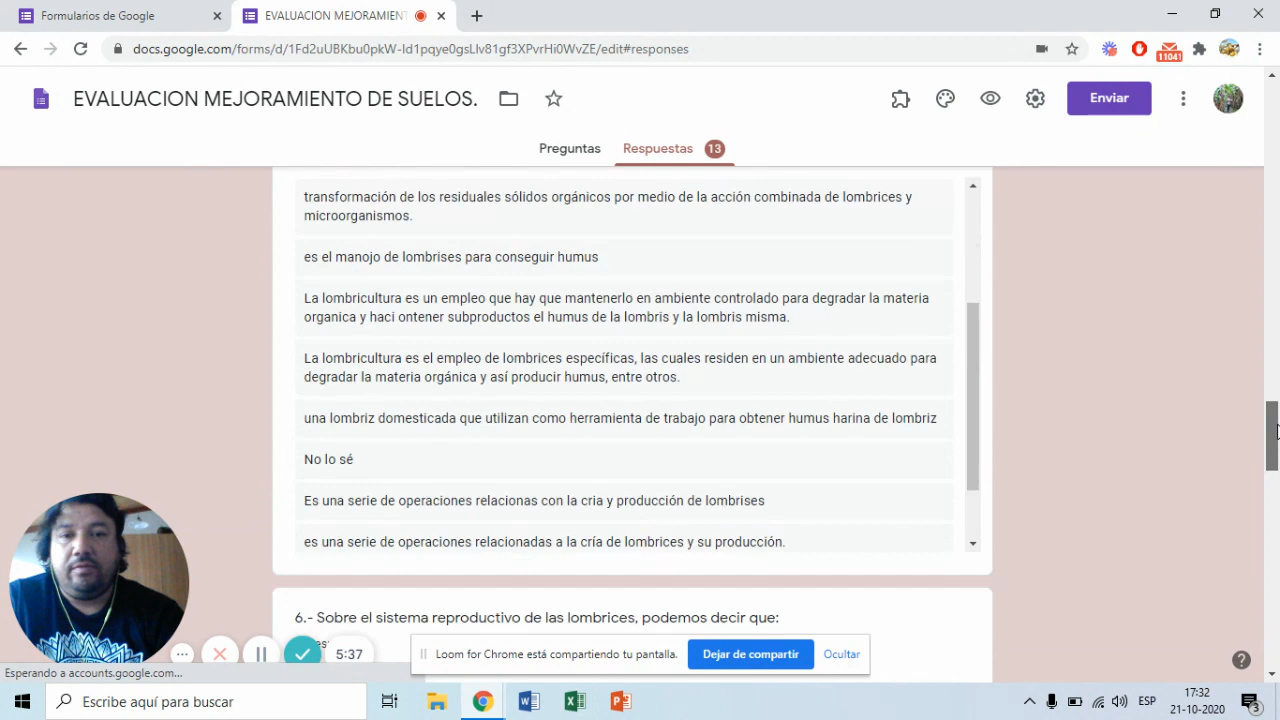 Formularios de Google
EVALUACION MEJORAMIENT
docs.google.com/forms/d/1Fd2uUBKbu0pkW-Id1pqye0gsLlv81gf3XPvrHi0WvZE/edit#responses
11041
EVALUACION MEJORAMIENTO DE SUELOS.
Enviar
Preguntas
Respuestas 13
transformación de los residuales sólidos orgánicos por medio de la acción combinada de lombrices y
microorganismos.
es el manojo de lombrises para conseguir humus
La lombricultura es un empleo que hay que mantenerlo en ambiente controlado para degradar la materia
organica y haci ontener subproductos el humus de la lombris y la lombris misma.
La lombricultura es el empleo de lombrices específicas, las cuales residen en un ambiente adecuado para
degradar la materia orgánica y así producir humus, entre otros.
una lombriz domesticada que utilizan como herramienta de trabajo para obtener humus harina de lombriz
No lo sé
Es una serie de operaciones relacionas con la cria y producción de lombrises
es una serie de operaciones relacionadas a la cría de lombrices y su producción.
6.- Sobre el sistema reproductivo de las lombrices, podemos decir que:
5:37
Loom for Chrome está compartiendo tu pantalla.
Dejar de compartir
Ocultar
Esperando a accounts.google.com...
Escribe aquí para buscar
ESP
17:32
21-10-2020
3